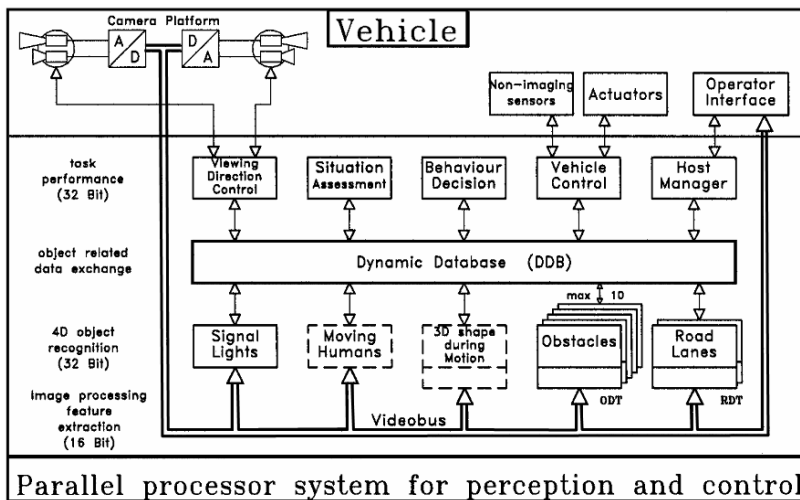 Camera Platform
Vehicle
A
D
D
A
Non-imaging
sensors
Actuators
Operator
Interface
task
performance
(32 Bit)
Viewing
Direction
Control
Situation
Assessment
Behaviour
Decision
Vehicle
Control
Host
Manager
object related
data exchange
Dynamic Database (DDB)
max 10
4D object
recognition
(32 Bit)
Signal
Lights
Moving
Humans
3D shape
during
Motion
Obstacles
Road
Lanes
Image processing
feature
extraction
(16 Bit)
Videobus
ODT
RDT
Parallel processor system for perception and control